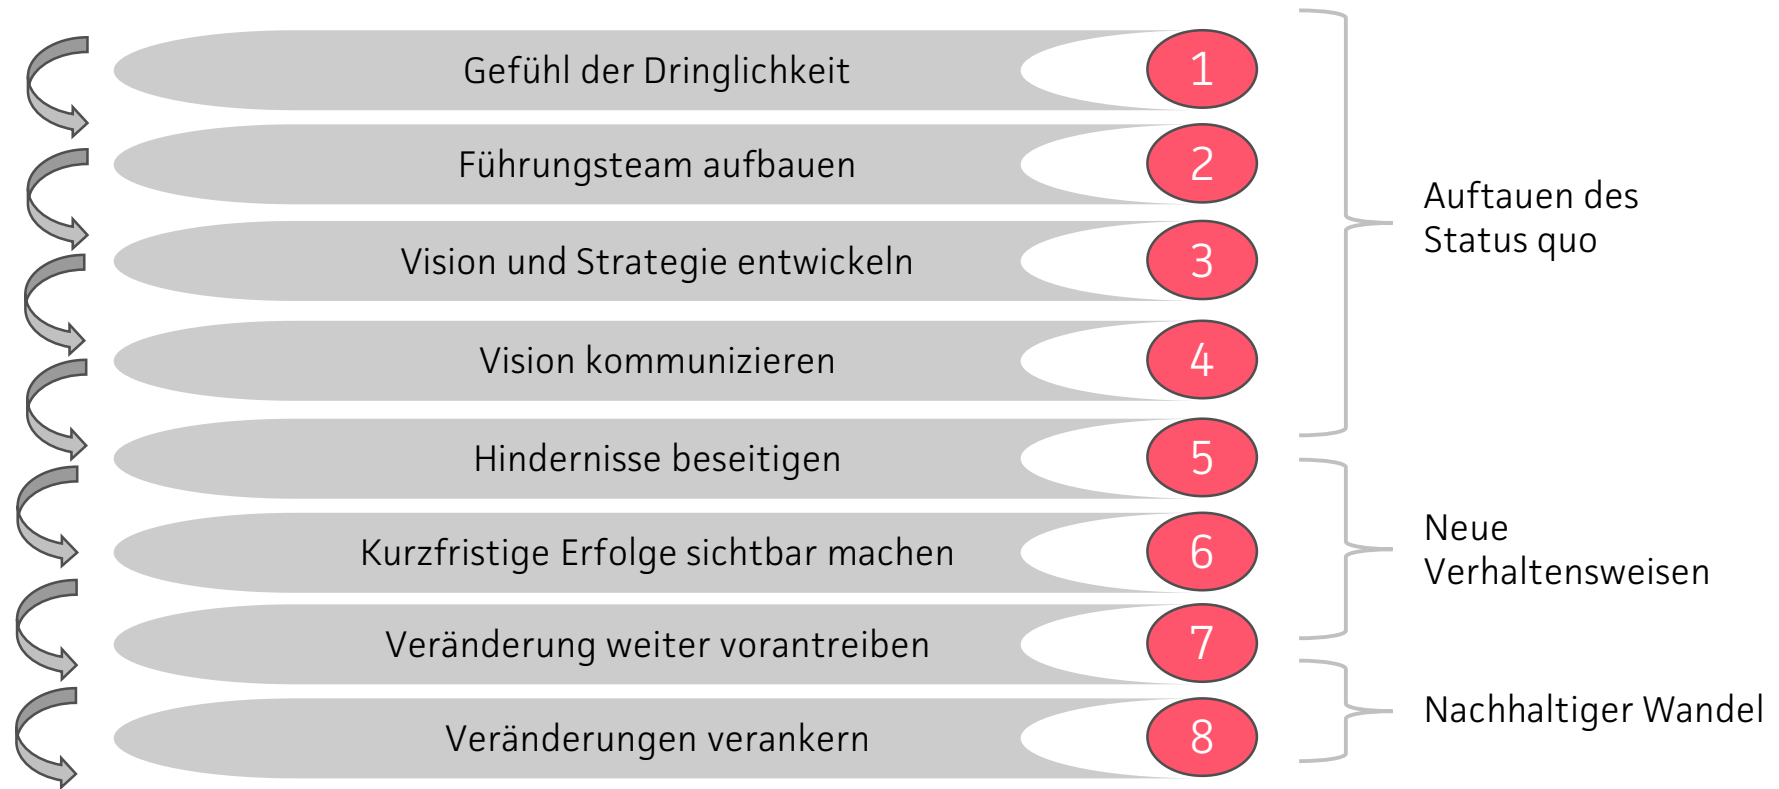 Gefühl der Dringlichkeit 1
Führungsteam aufbauen 2
Vision und Strategie entwickeln 3
Vision kommunizieren 4
Hindernisse beseitigen 5
Kurzfristige Erfolge sichtbar machen 6
Veränderung weiter vorantreiben 7
Veränderungen verankern 8
Auftauen des
Status quo
Neue
Verhaltensweisen
Nachhaltiger Wandel